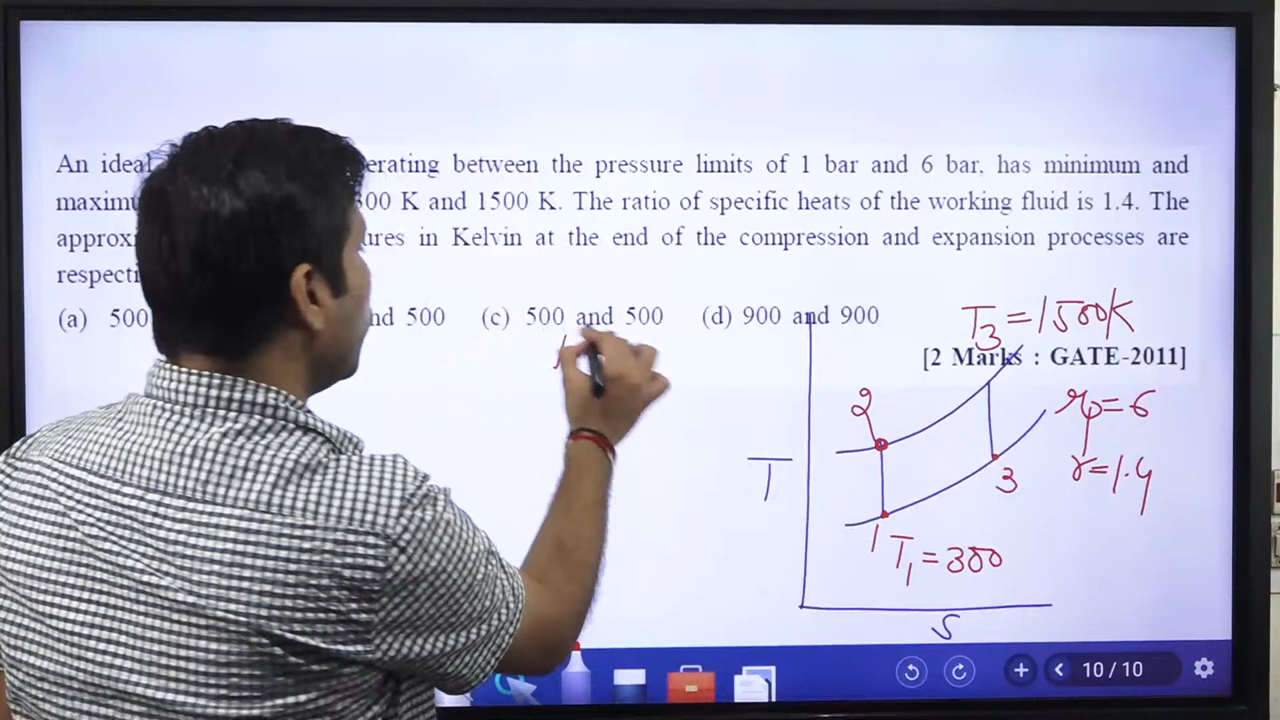 An ideal erating between the pressure limits of 1 bar and 6 bar, has minimum and
maximu 300 K and 1500 K. The ratio of specific heats of the working fluid is 1.4. The
approxi ures in Kelvin at the end of the compression and expansion processes are
respecti
(a) 500 nd 500 (c) 500 and 500 (d) 900 and 900
[2 Marks : GATE-2011]
T3 = 1500K
2
rp = 6
T
3
γ = 1.4
1
T1 = 300
S
10 / 10